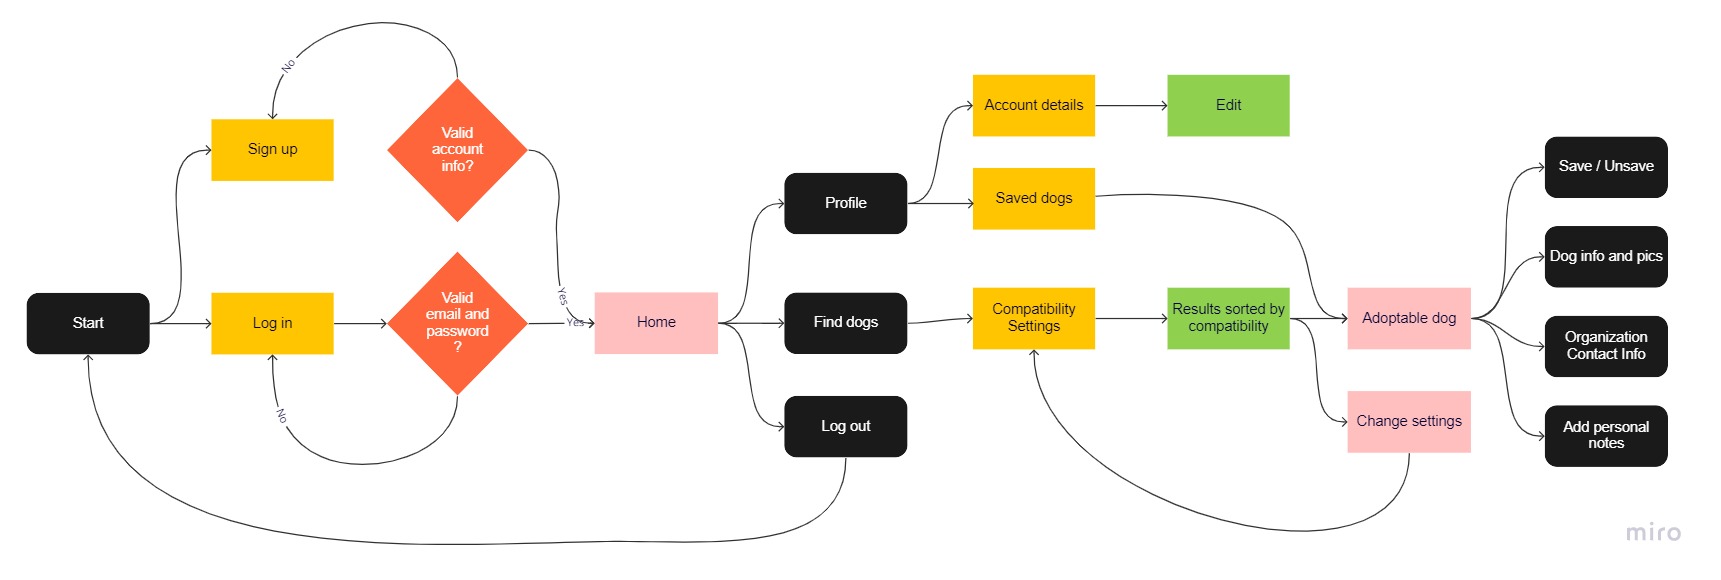 No
Sign up
Valid
account
info?
Start
Log in
Valid
email and
password
?
No
Yes
Yes
Home
Profile
Find dogs
Log out
Account details
Edit
Saved dogs
Compatibility
Settings
Results sorted by
compatibility
Adoptable dog
Change settings
Save / Unsave
Dog info and pics
Organization
Contact Info
Add personal
notes
miro